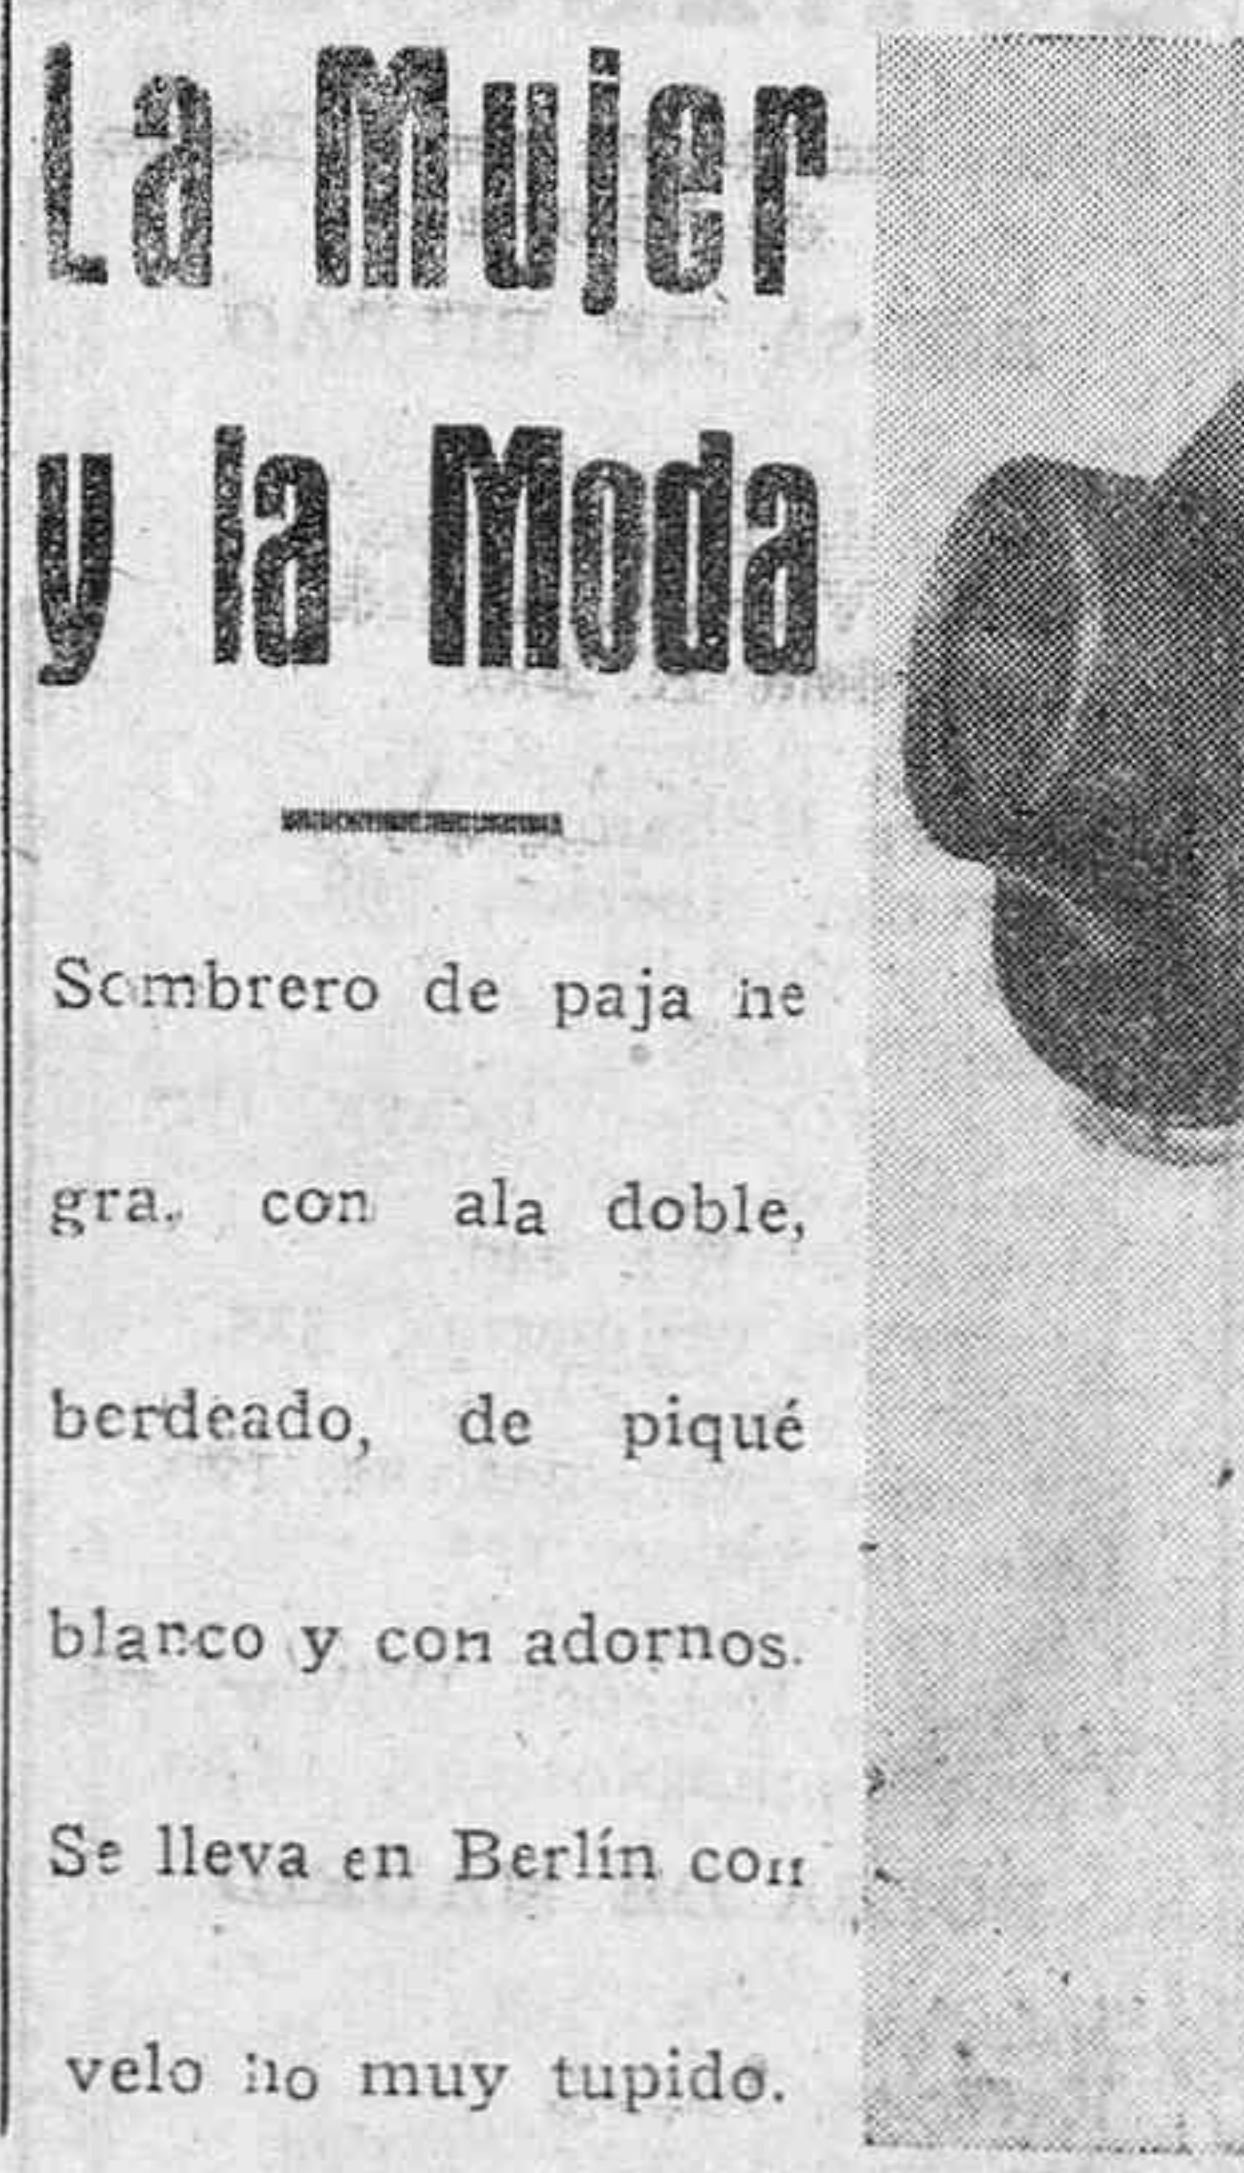 La Mujer
y la Moda
Sombrero de paja ne
gra, con ala doble,
berdeado, de piqué
blanco y con adornos.
Se lleva en Berlín con
velo no muy tupido.